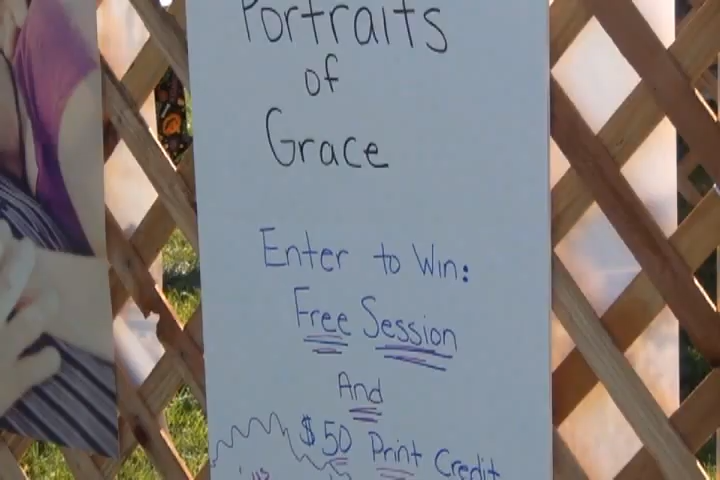 Portraits
of
Grace
Enter to Win:
Free Session
And
$50 Print Credit